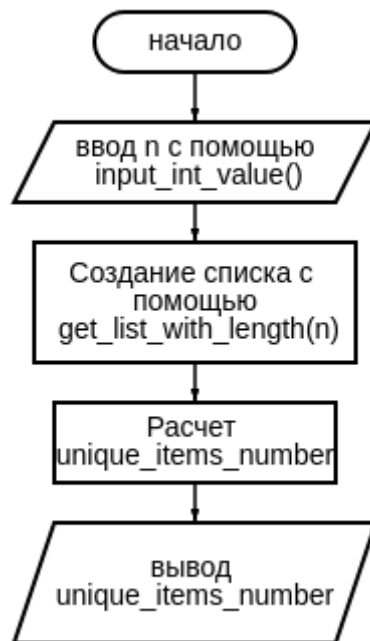 начало
ввод n с помощью
input_int_value()
Создание списка с
помощью
get_list_with_length(n)
Расчет
unique_items_number
вывод
unique_items_number